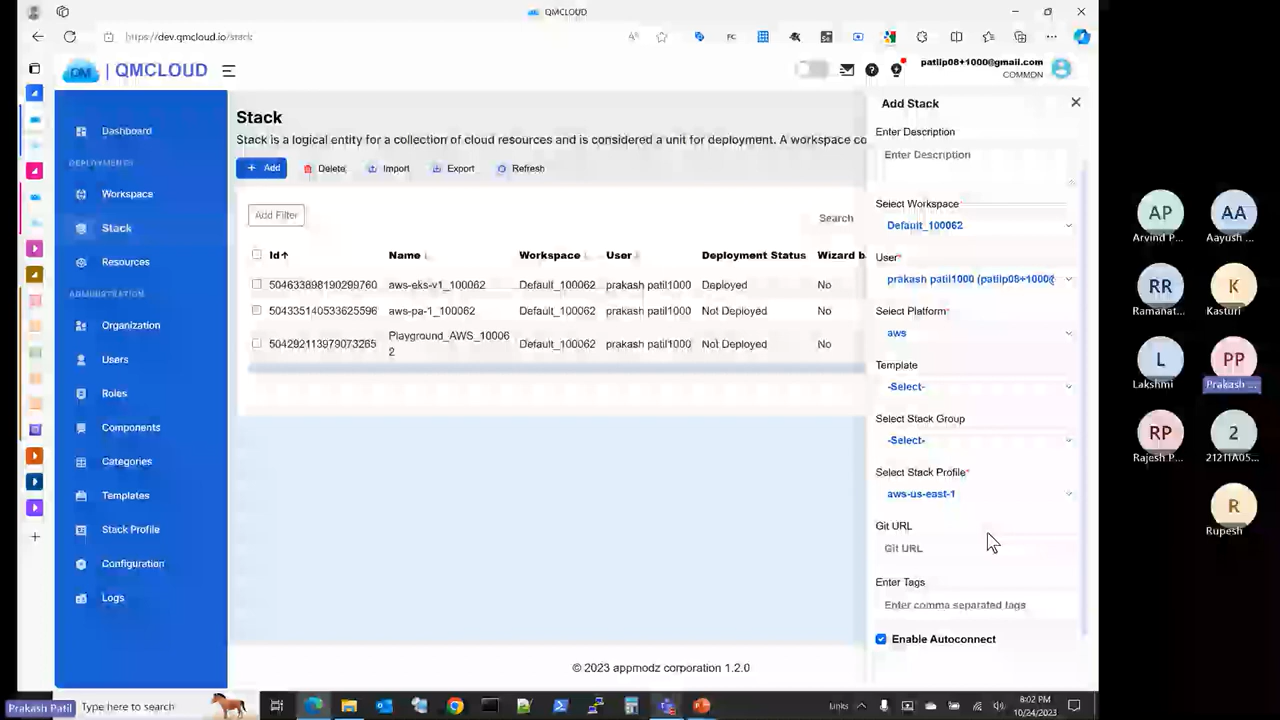 QMCLOUD
https://dev.qmcloud.io/stack
QM | QMCLOUD
patilp08+1000@gmail.com
COMMON
Dashboard
DEPLOYMENTS
Workspace
Stack
Resources
ADMINISTRATION
Organization
Users
Roles
Components
Categories
Templates
Stack Profile
Configuration
Logs
Stack
Stack is a logical entity for a collection of cloud resources and is considered a unit for deployment. A workspace co
+ Add Delete Import Export Refresh
Add Filter
Search
Id↑ Name Workspace User Deployment Status Wizard b
504633898190299760 aws-eks-v1_100062 Default_100062 prakash patil1000 Deployed No
504335140533625596 aws-pa-1_100062 Default_100062 prakash patil1000 Not Deployed No
504292113979073265 Playground_AWS_10006 Default_100062 prakash patil1000 Not Deployed No
2
© 2023 appmodz corporation 1.2.0
Add Stack
Enter Description
Enter Description
Select Workspace
Default_100062
User*
prakash patil1000 (patilp08+1000@
Select Platform*
aws
Template
-Select-
Select Stack Group
-Select-
Select Stack Profile*
aws-us-east-1
Git URL
Git URL
Enter Tags
Enter comma separated tags
Enable Autoconnect
AP
Arvind P...
AA
Aayush ...
RR
Ramanat...
K
Kasturi
L
Lakshmi
PP
Prakash ...
RP
Rajesh P...
2
21211A05...
R
Rupesh
Prakash Patil
Type here to search
Links
8:02 PM
10/24/2023